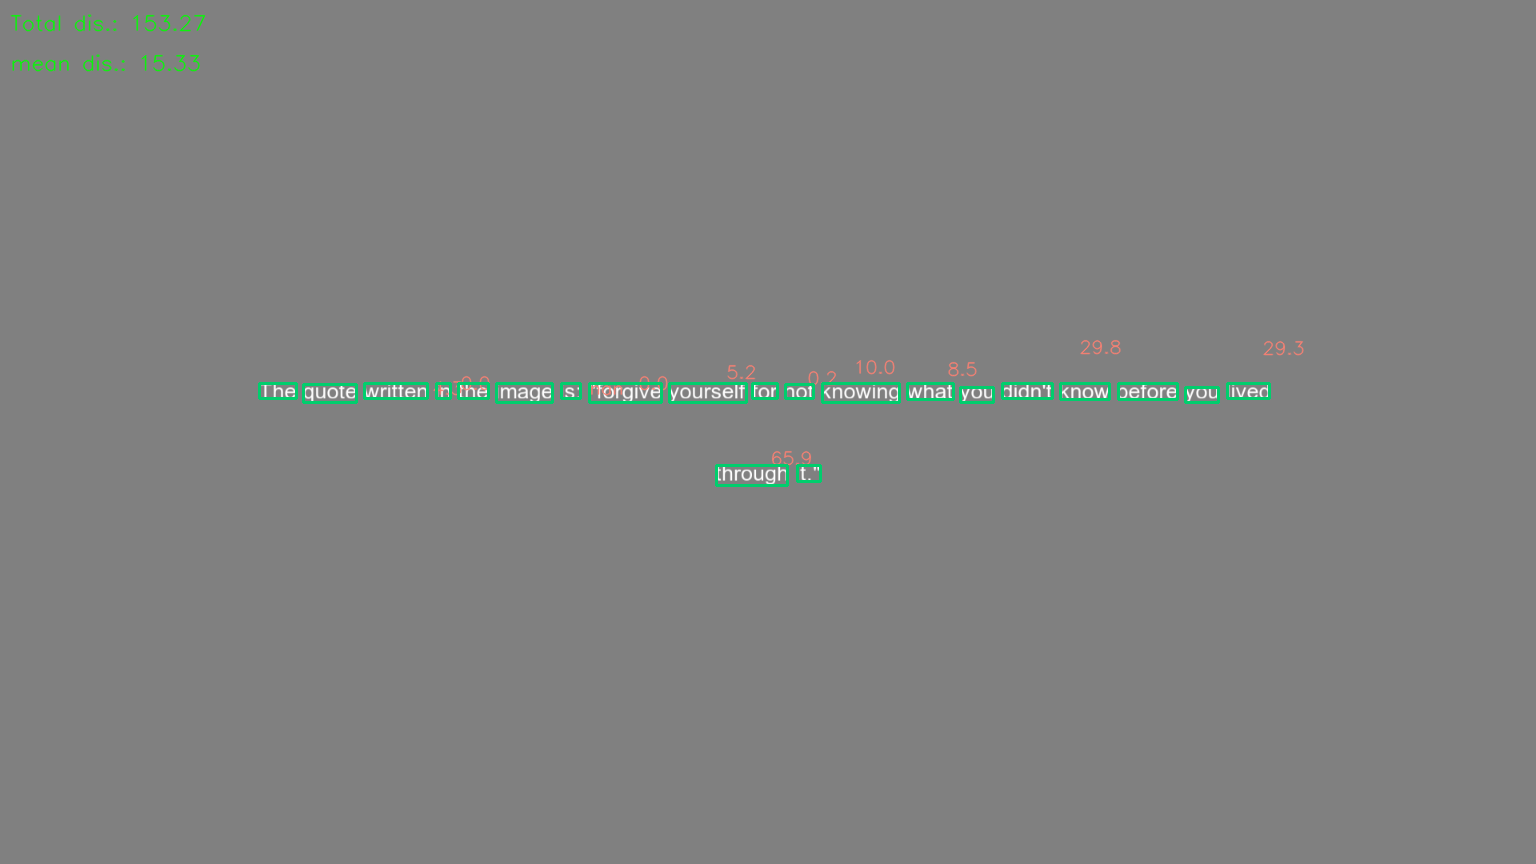 Total dis.: 153.27
mean dis.: 15.33
29.8 29.3
5.2 0.2 10.0 8.5
0.0 0.0
The quote written in the image is: "forgive yourself for not knowing what you didn't know before you lived
65.9
through it."